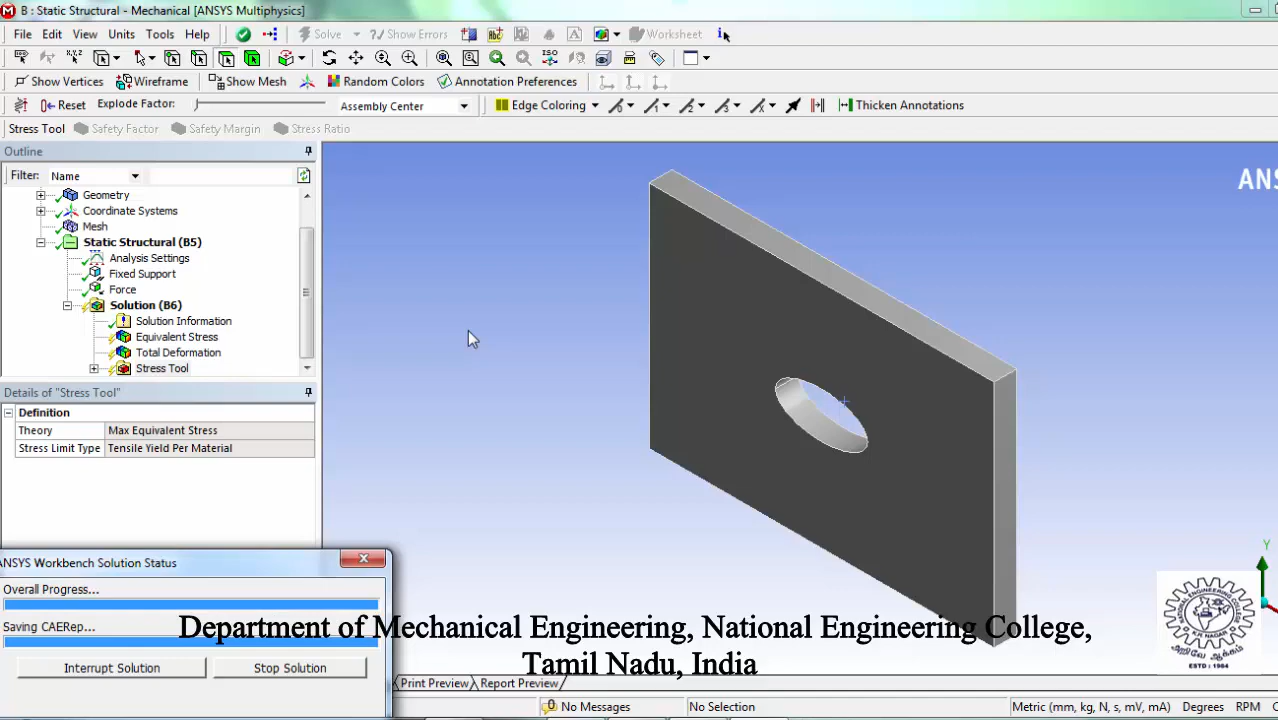 B : Static Structural - Mechanical [ANSYS Multiphysics]
File Edit View Units Tools Help Solve Show Errors Worksheet
Show Vertices Wireframe Show Mesh Random Colors Annotation Preferences
Reset Explode Factor: Assembly Center Edge Coloring Thicken Annotations
Stress Tool Safety Factor Safety Margin Stress Ratio
Outline
Filter: Name
Geometry
Coordinate Systems
Mesh
Static Structural (B5)
Analysis Settings
Fixed Support
Force
Solution (B6)
Solution Information
Equivalent Stress
Total Deformation
Stress Tool
Details of "Stress Tool"
Definition
Theory Max Equivalent Stress
Stress Limit Type Tensile Yield Per Material
ANS
ANSYS Workbench Solution Status
Overall Progress...
Saving CAERep...
Interrupt Solution Stop Solution
Y
Department of Mechanical Engineering, National Engineering College,
Tamil Nadu, India
K.R.NAGAR
ESTD : 1984
Print Preview Report Preview
No Messages No Selection Metric (mm, kg, N, s, mV, mA) Degrees RPM C